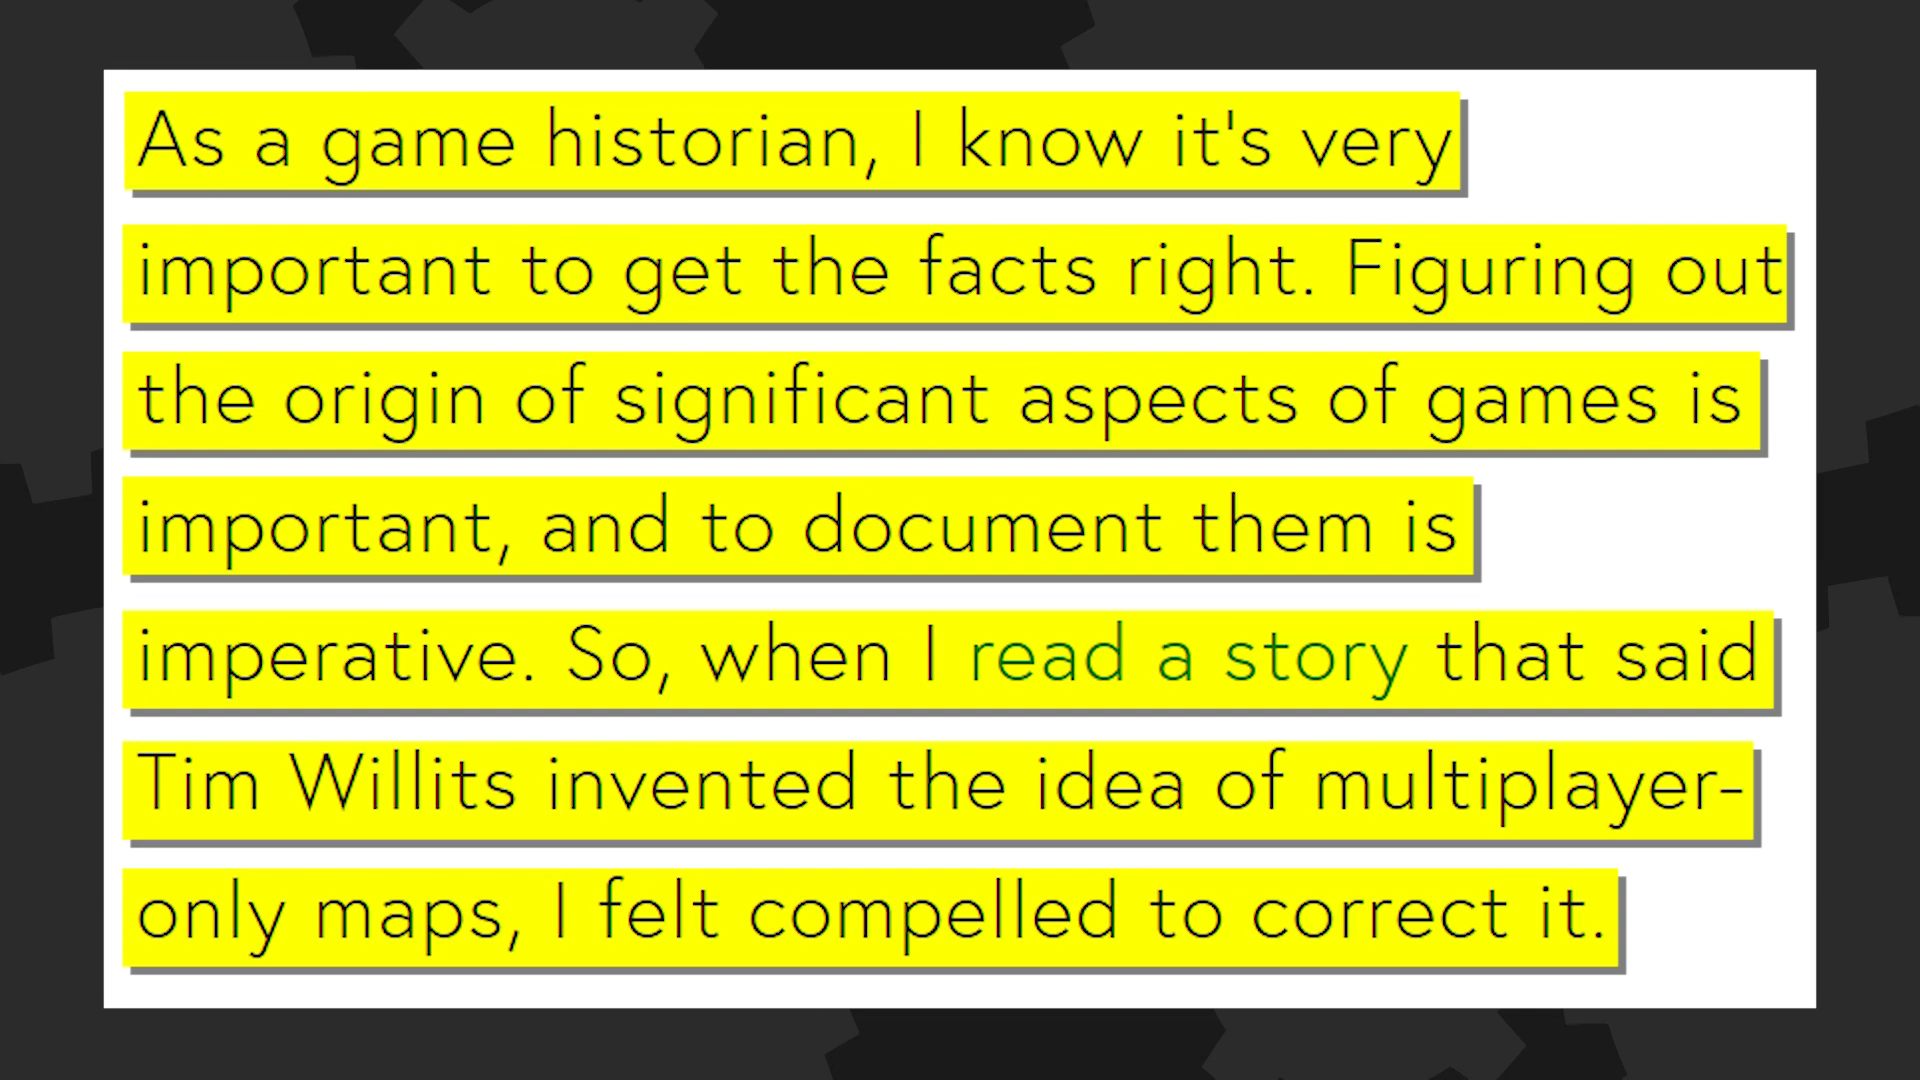 As a game historian, I know it's very
important to get the facts right. Figuring out
the origin of significant aspects of games is
important, and to document them is
imperative. So, when I read a story that said
Tim Willits invented the idea of multiplayer-
only maps, I felt compelled to correct it.